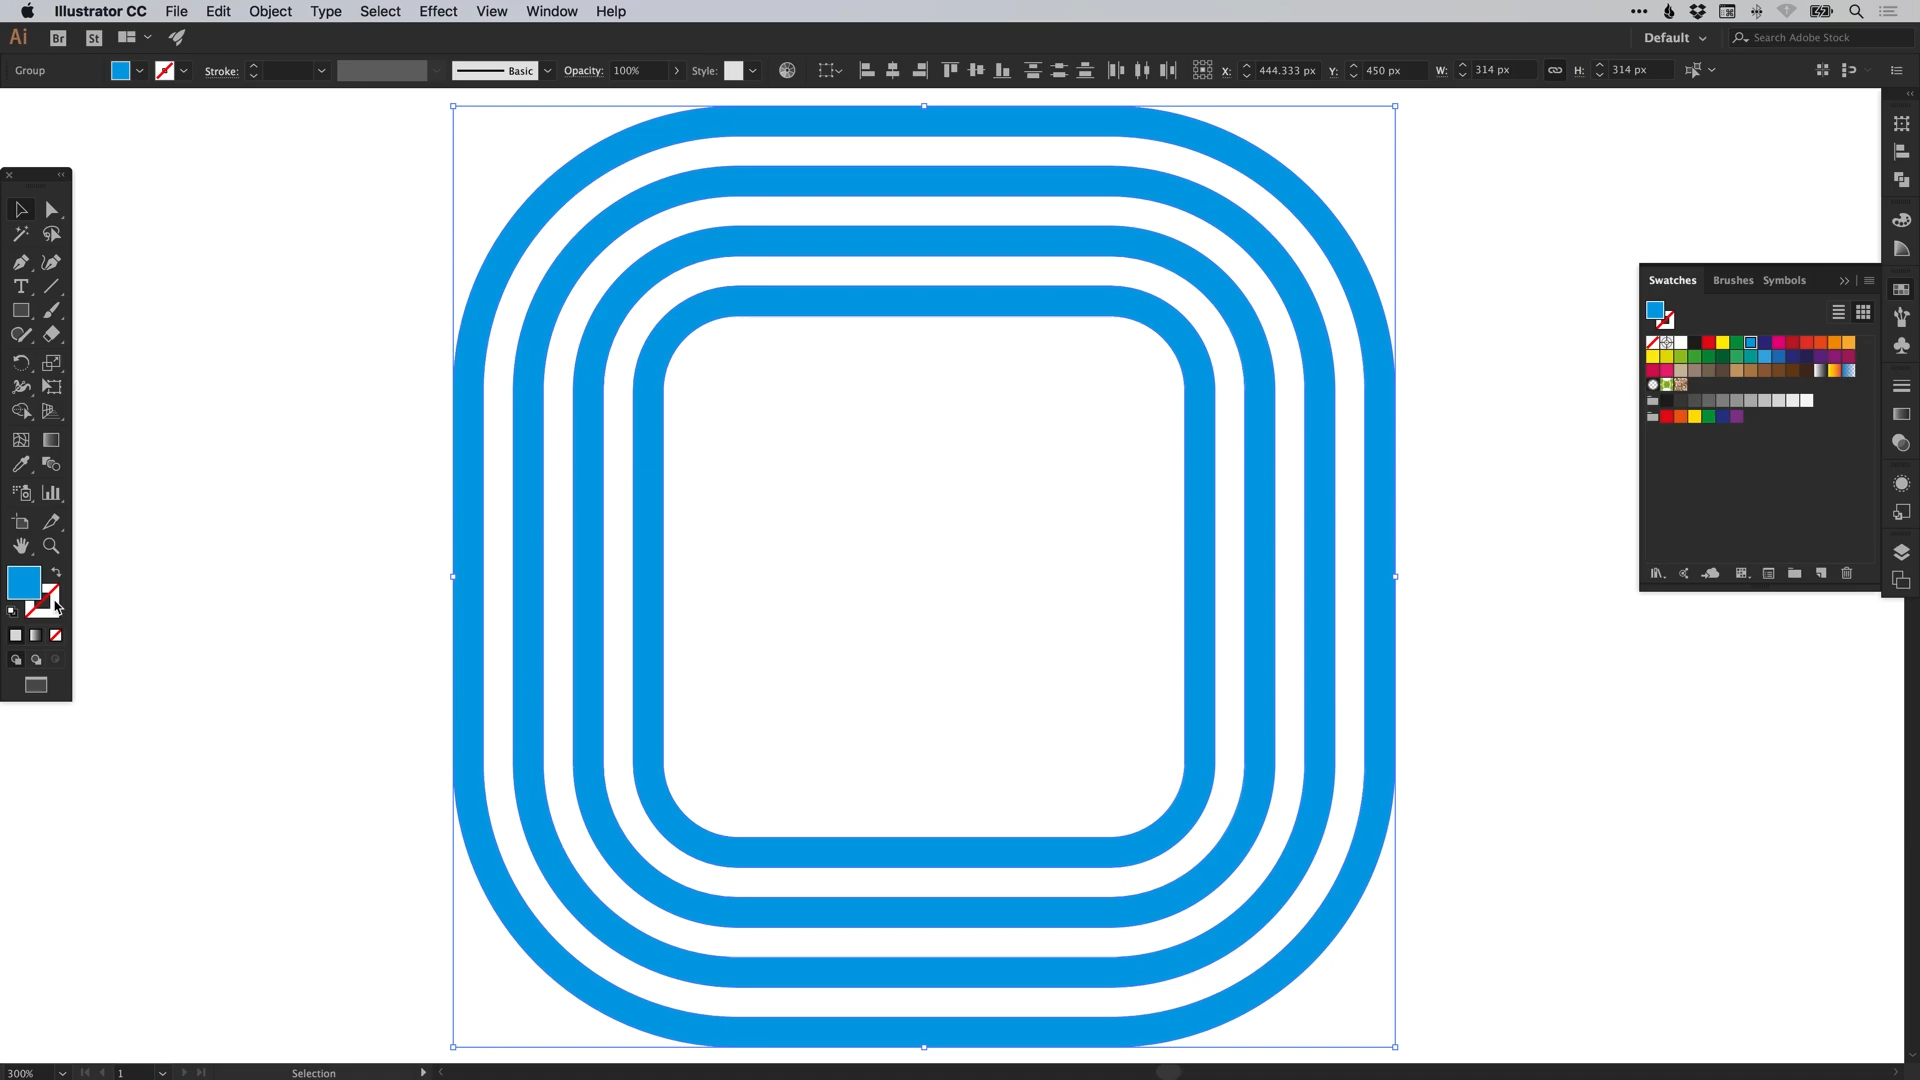 Illustrator CC File Edit Object Type Select Effect View Window Help
Ai Br St Default Search Adobe Stock
Group Stroke: Basic Opacity: 100% Style: X: 444.333 px Y: 450 px W: 314 px H: 314 px
Swatches Brushes Symbols
300% 1 Selection